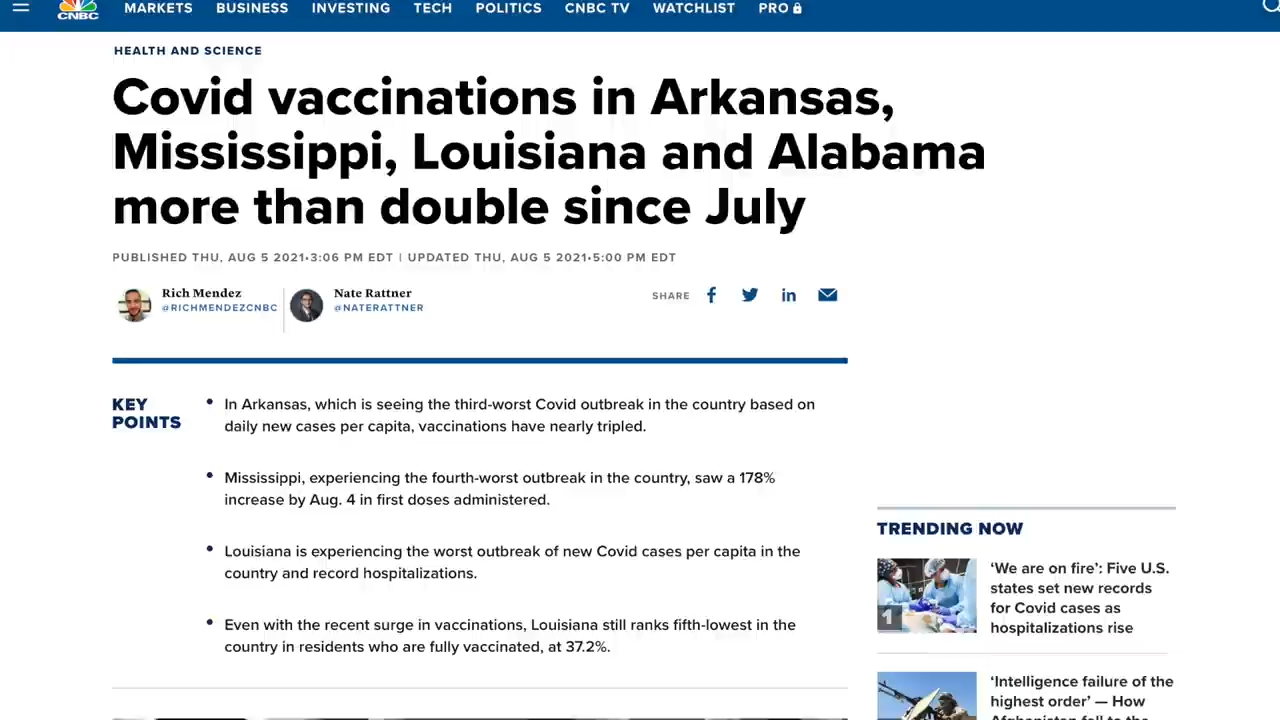 CNBC
MARKETS BUSINESS INVESTING TECH POLITICS CNBC TV WATCHLIST PRO
HEALTH AND SCIENCE
Covid vaccinations in Arkansas,
Mississippi, Louisiana and Alabama
more than double since July
PUBLISHED THU, AUG 5 2021•3:06 PM EDT | UPDATED THU, AUG 5 2021•5:00 PM EDT
Rich Mendez
@RICHMENDEZCNBC
Nate Rattner
@NATERATTNER
SHARE
KEY
POINTS
• In Arkansas, which is seeing the third-worst Covid outbreak in the country based on
daily new cases per capita, vaccinations have nearly tripled.
• Mississippi, experiencing the fourth-worst outbreak in the country, saw a 178%
increase by Aug. 4 in first doses administered.
• Louisiana is experiencing the worst outbreak of new Covid cases per capita in the
country and record hospitalizations.
• Even with the recent surge in vaccinations, Louisiana still ranks fifth-lowest in the
country in residents who are fully vaccinated, at 37.2%.
TRENDING NOW
1
‘We are on fire’: Five U.S.
states set new records
for Covid cases as
hospitalizations rise
‘Intelligence failure of the
highest order’ — How
Afghanistan fell to the